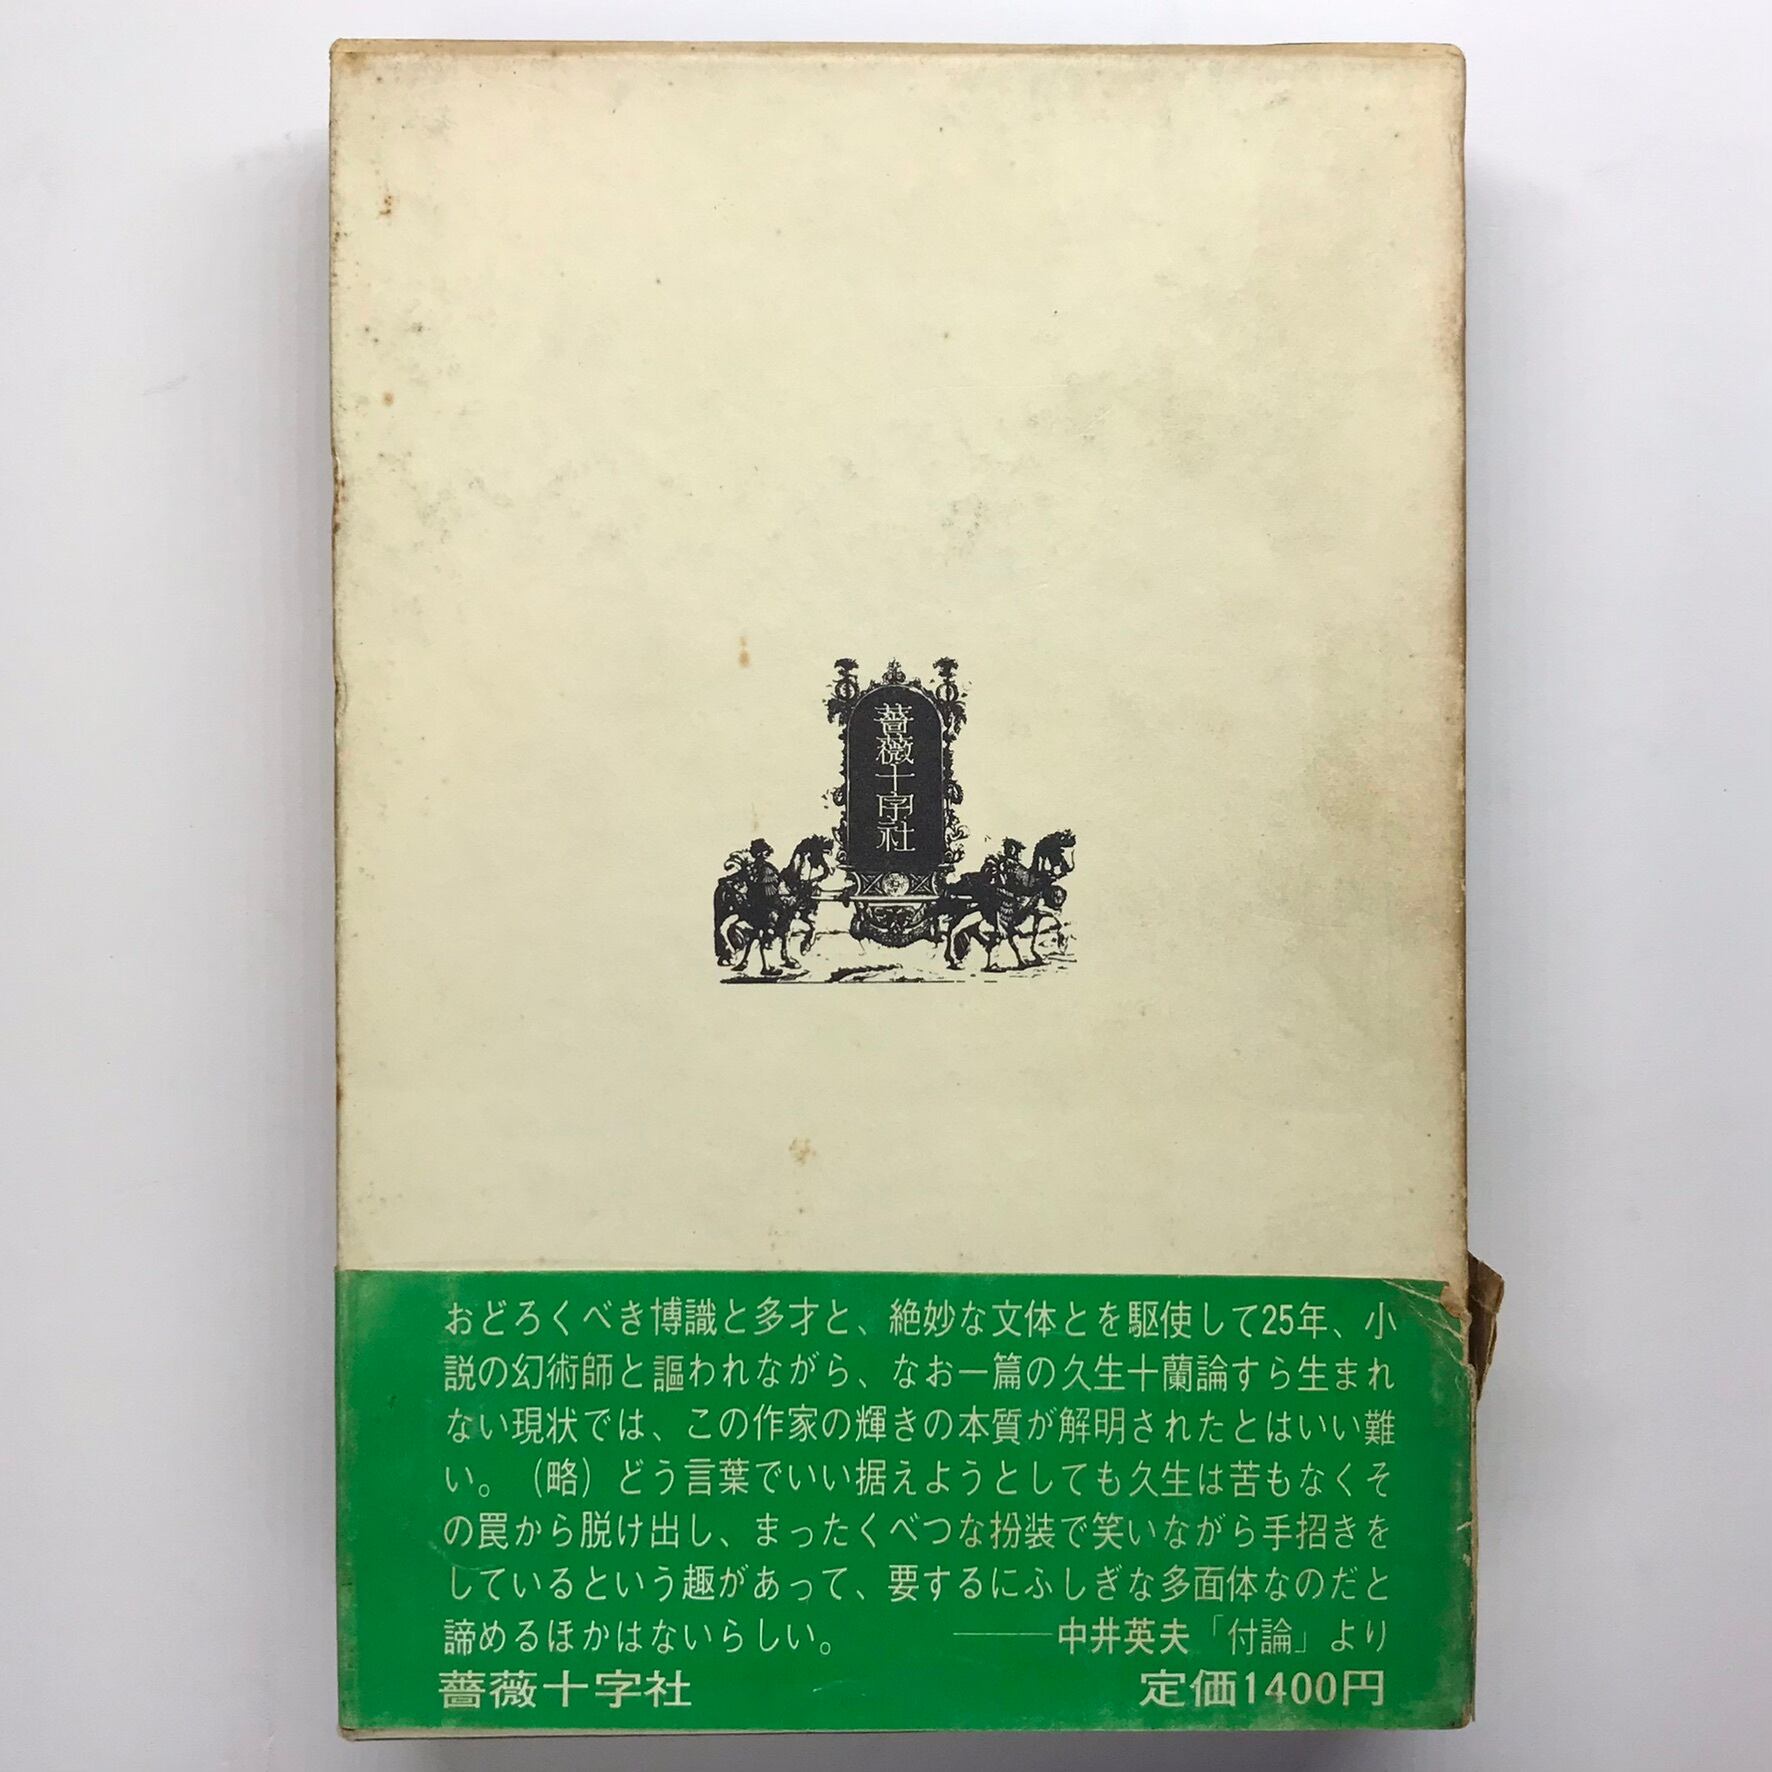 薔薇十字社
おどろくべき博識と多才と、絶妙な文体とを駆使して25年、小
説の幻術師と謳われながら、なお一篇の久生十蘭論すら生まれ
ない現状では、この作家の輝きの本質が解明されたとはいい難
い。（略）どう言葉でいい据えようとしても久生は苦もなくそ
の罠から脱け出し、まったくべつな扮装で笑いながら手招きを
しているという趣があって、要するにふしぎな多面体なのだと
諦めるほかはないらしい。　　　――中井英夫「付論」より
薔薇十字社　定価1400円